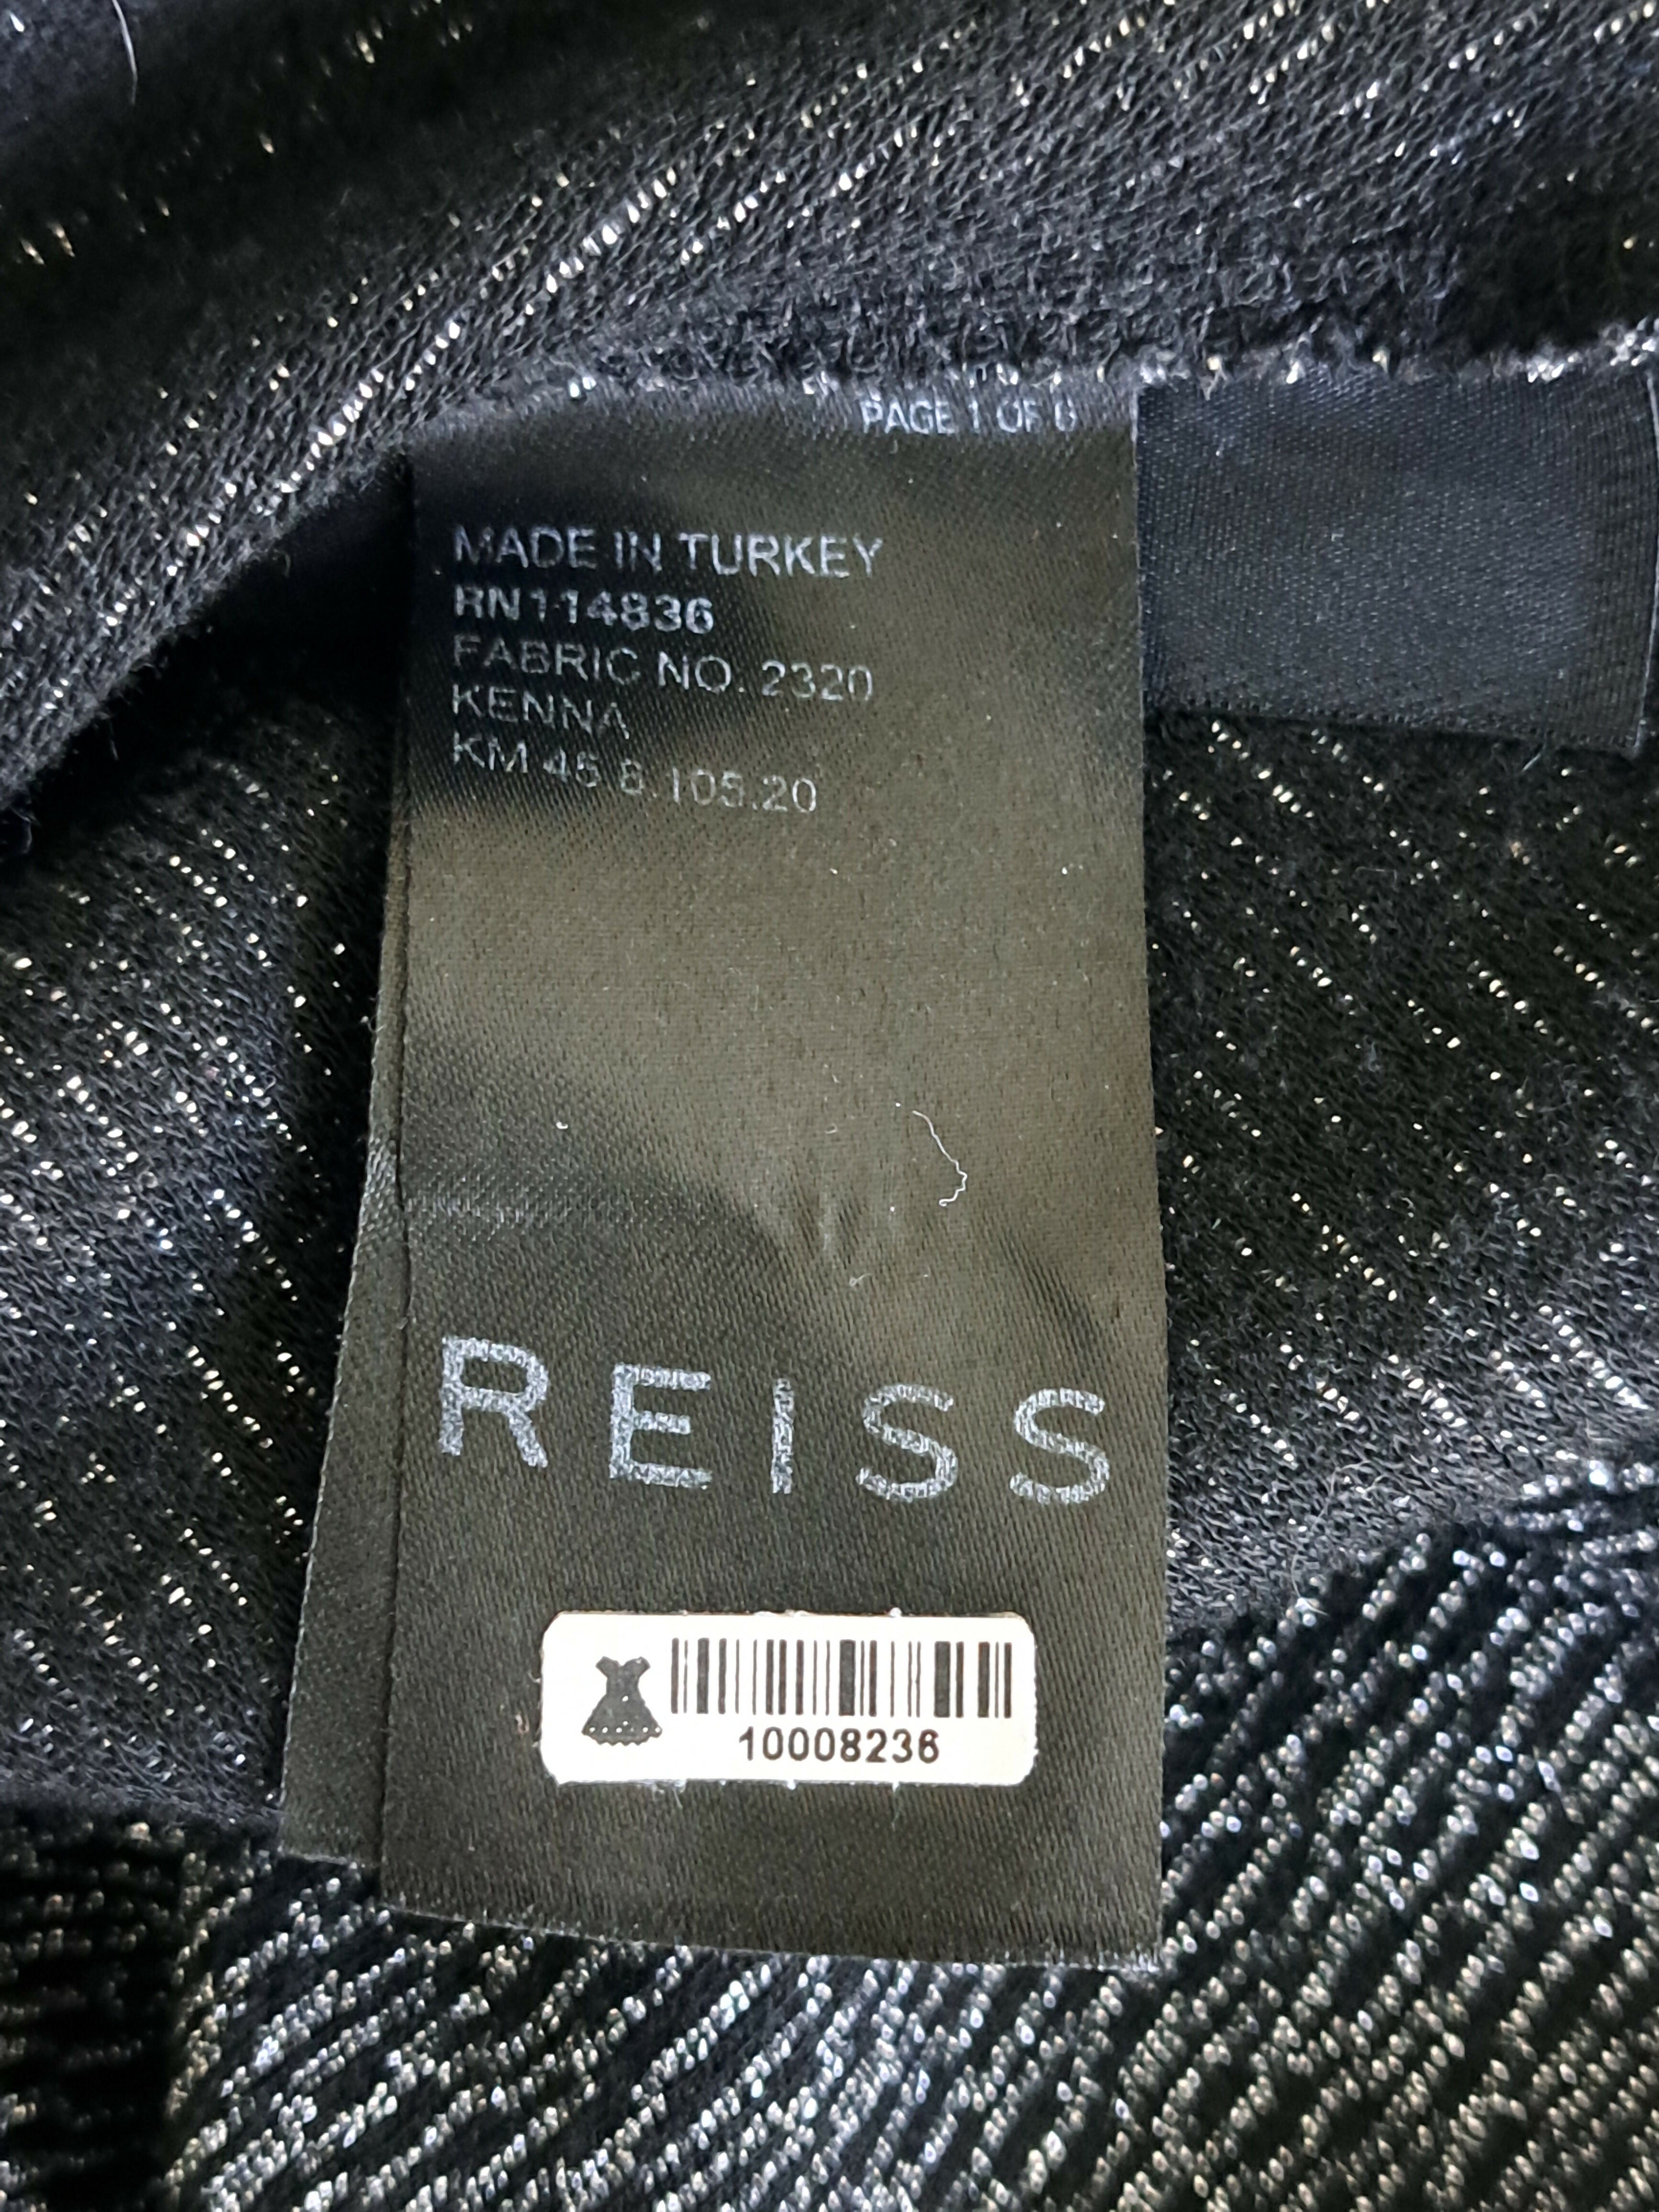 PAGE 1 OF 6
MADE IN TURKEY
RN114836
FABRIC NO. 2320
KENNA
KM 45 8.105.20
REISS
10008236